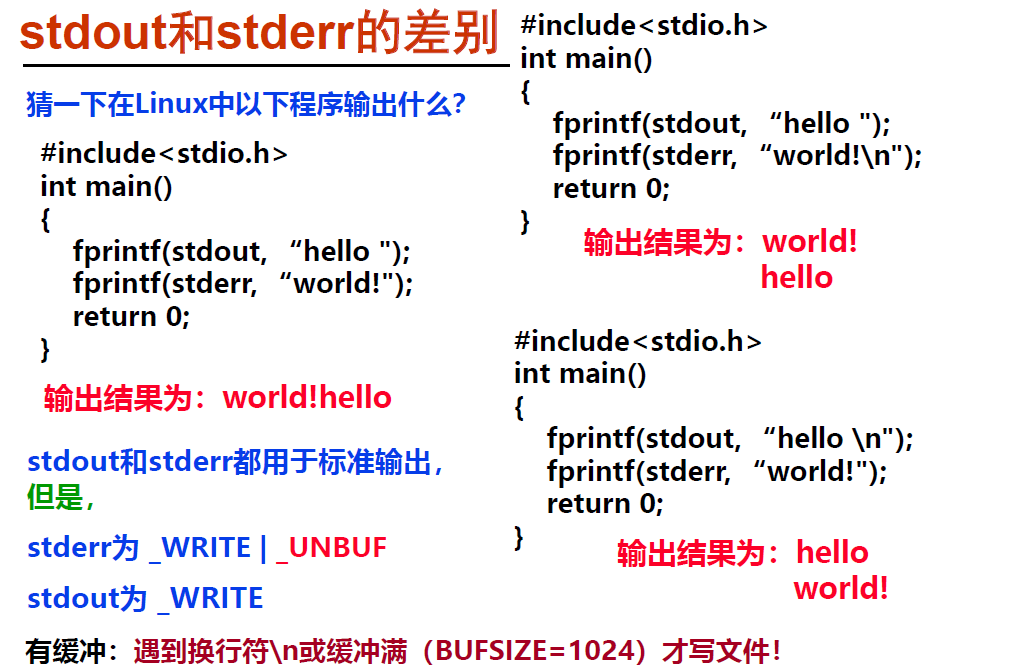 stdout和stderr的差别
猜一下在Linux中以下程序输出什么？
#include<stdio.h>
int main()
{
fprintf(stdout, “hello ");
fprintf(stderr, “world!");
return 0;
}
输出结果为：world!hello
stdout和stderr都用于标准输出，
但是，
stderr为 _WRITE | _UNBUF
stdout为 _WRITE
有缓冲：遇到换行符\n或缓冲满（BUFSIZE=1024）才写文件！
#include<stdio.h>
int main()
{
fprintf(stdout, “hello ");
fprintf(stderr, “world!\n");
return 0;
}
输出结果为：world!
hello
#include<stdio.h>
int main()
{
fprintf(stdout, “hello \n");
fprintf(stderr, “world!");
return 0;
}
输出结果为：hello
world!